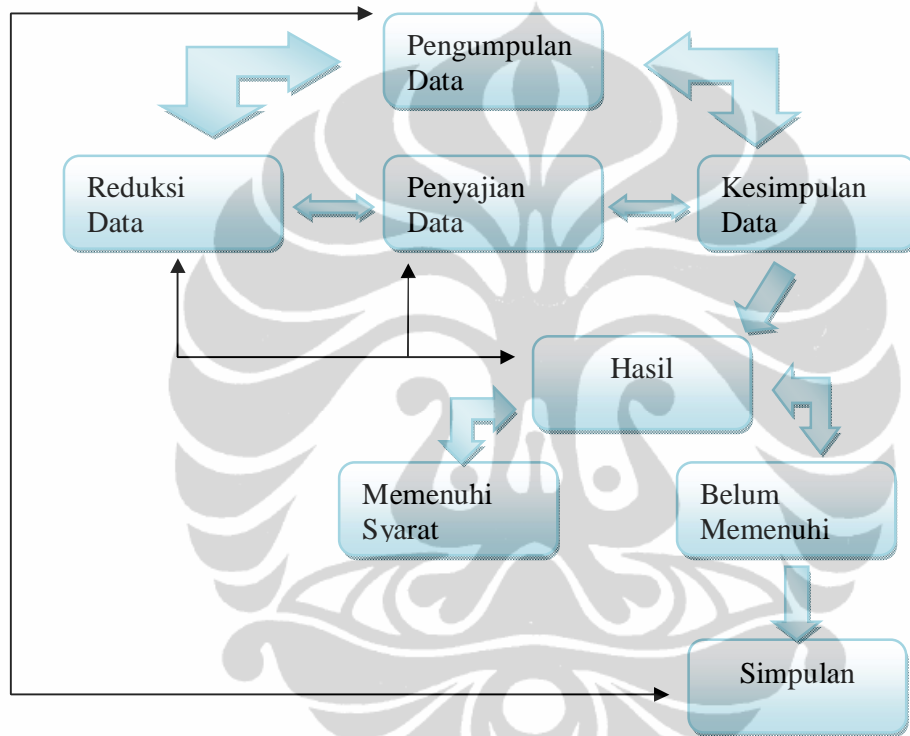 Pengumpulan
Data
Reduksi
Data
Penyajian
Data
Kesimpulan
Data
Hasil
Memenuhi
Syarat
Belum
Memenuhi
Simpulan